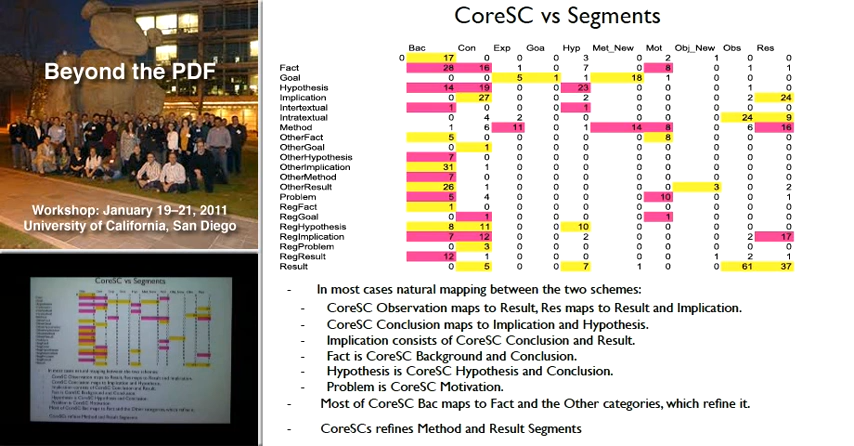 Beyond the PDF
Workshop: January 19–21, 2011
University of California, San Diego
CoreSC vs Segments
Bac Con Exp Goa Hyp Met_New Mot Obj_New Obs Res
0 17 0 0 0 3 0 2 1 0 0
Fact 28 16 1 0 7 0 8 0 1 1
Goal 0 0 5 1 1 18 1 0 0 0
Hypothesis 14 19 0 0 23 0 0 0 1 0
Implication 0 27 0 0 2 0 0 0 2 24
Intertextual 1 0 0 0 1 0 0 0 0 0
Intratextual 0 4 2 0 0 0 0 0 24 9
Method 1 6 11 0 0 14 8 0 6 16
OtherFact 5 0 0 0 0 0 8 0 0 0
OtherGoal 0 1 0 0 0 0 0 0 0 0
OtherHypothesis 7 0 0 0 0 0 0 0 0 0
OtherImplication 31 1 0 0 0 0 0 0 0 0
OtherMethod 7 0 0 0 0 0 0 0 0 0
OtherResult 26 1 0 0 0 0 0 3 0 2
Problem 5 4 0 0 0 0 10 0 0 1
RegFact 1 0 0 0 0 0 0 0 0 0
RegGoal 0 1 0 0 0 0 1 0 0 0
RegHypothesis 8 11 0 0 10 0 0 0 0 0
RegImplication 7 12 0 0 2 0 0 0 2 17
RegProblem 0 3 0 0 0 0 0 0 0 0
RegResult 12 1 0 0 0 0 0 1 2 1
Result 0 5 0 0 7 1 0 0 61 37
- In most cases natural mapping between the two schemes:
- CoreSC Observation maps to Result, Res maps to Result and Implication.
- CoreSC Conclusion maps to Implication and Hypothesis.
- Implication consists of CoreSC Conclusion and Result.
- Fact is CoreSC Background and Conclusion.
- Hypothesis is CoreSC Hypothesis and Conclusion.
- Problem is CoreSC Motivation.
- Most of CoreSC Bac maps to Fact and the Other categories, which refine it.
- CoreSCs refines Method and Result Segments